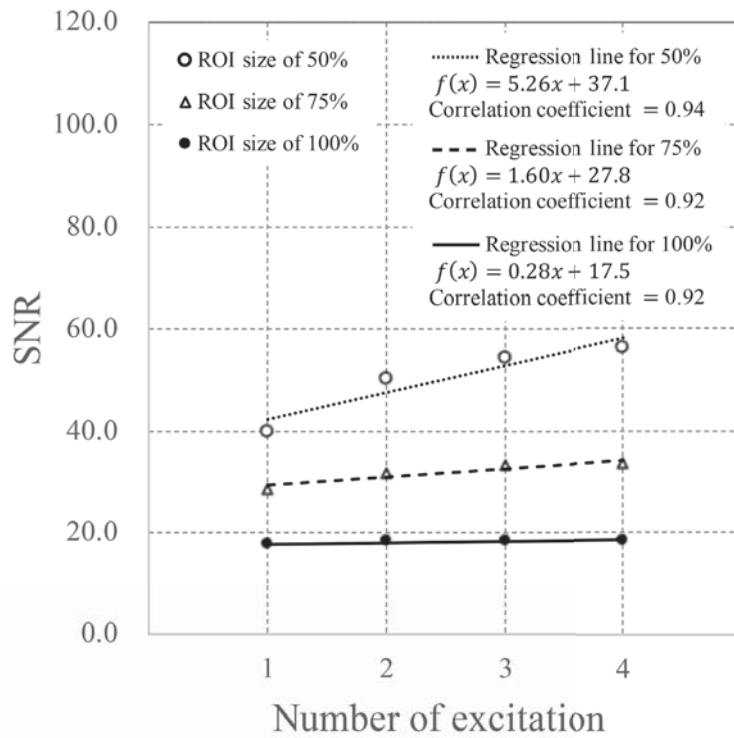 120.0
100.0
80.0
60.0
40.0
20.0
0.0
SNR
ROI size of 50%
ROI size of 75%
ROI size of 100%
Regression line for 50%
f(x) = 5.26x + 37.1
Correlation coefficient = 0.94
Regression line for 75%
f(x) = 1.60x + 27.8
Correlation coefficient = 0.92
Regression line for 100%
f(x) = 0.28x + 17.5
Correlation coefficient = 0.92
1 2 3 4
Number of excitation